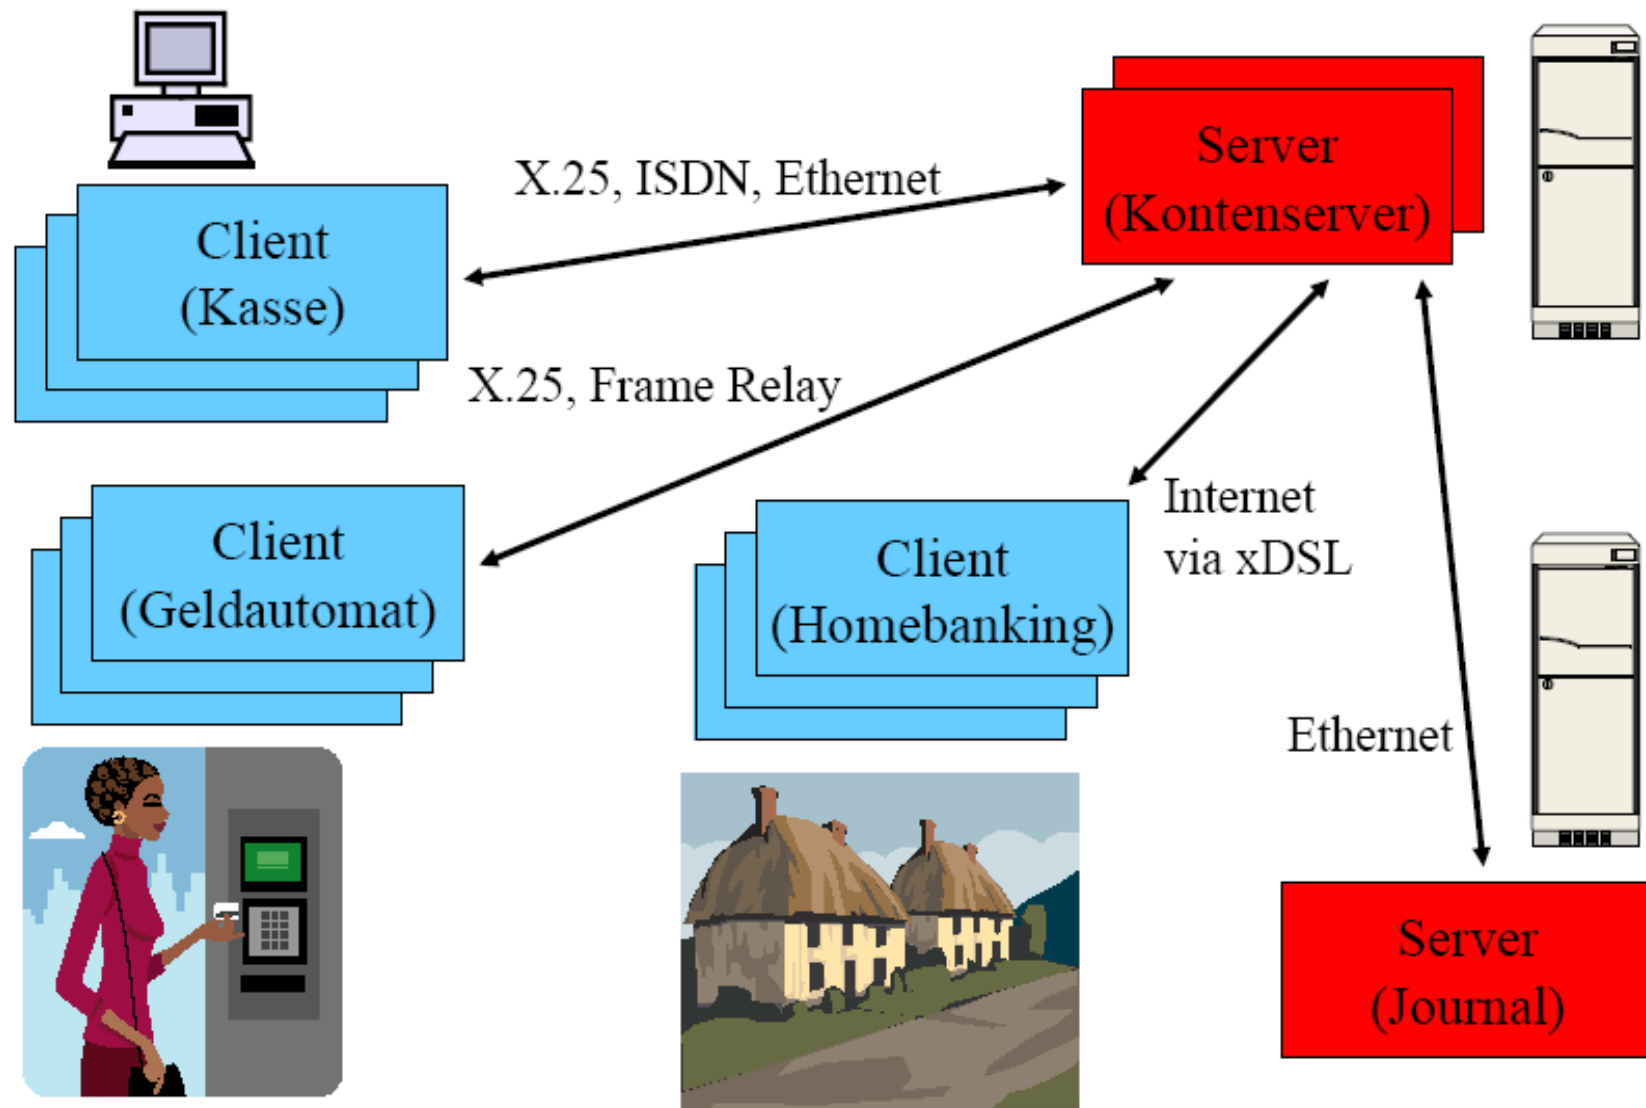 X.25, ISDN, Ethernet
Server
(Kontenserver)
Client
(Kasse)
X.25, Frame Relay
Client
(Geldautomat)
Client
(Homebanking)
Internet
via xDSL
Ethernet
Server
(Journal)